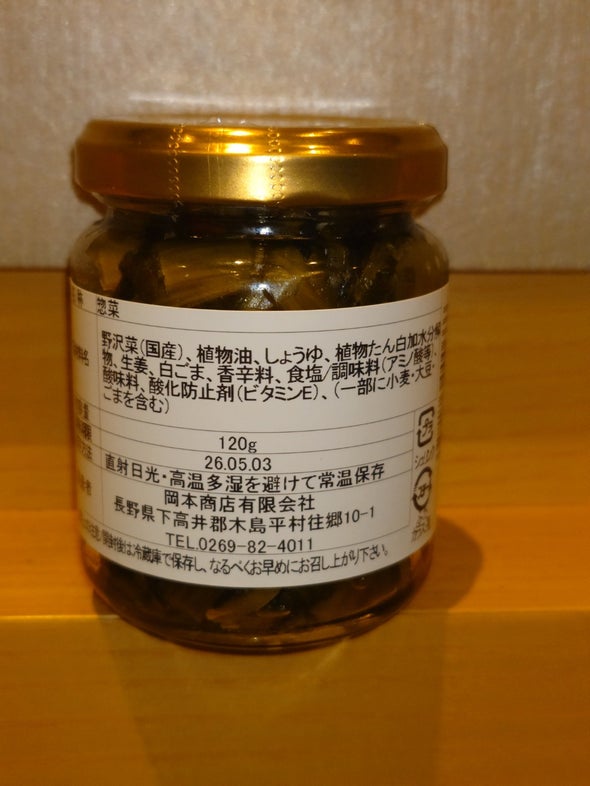 惣菜
野沢菜(国産)、植物油、しょうゆ、植物たん白加水分解
物、生姜、白ごま、香辛料、食塩/調味料(アミノ酸等)、
酸味料、酸化防止剤(ビタミンE)、(一部に小麦・大豆・
ごまを含む)
120g
26.05.03
直射日光・高温多湿を避けて常温保存
岡本商店有限会社
長野県下高井郡木島平村往郷10-1
TEL.0269-82-4011
開封後は冷蔵庫で保存し、なるべくお早めにお召し上がり下さい。